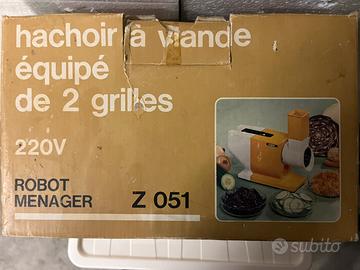 hachoir à viande
équipé
de 2 grilles
220V
ROBOT
MENAGER Z 051
subito